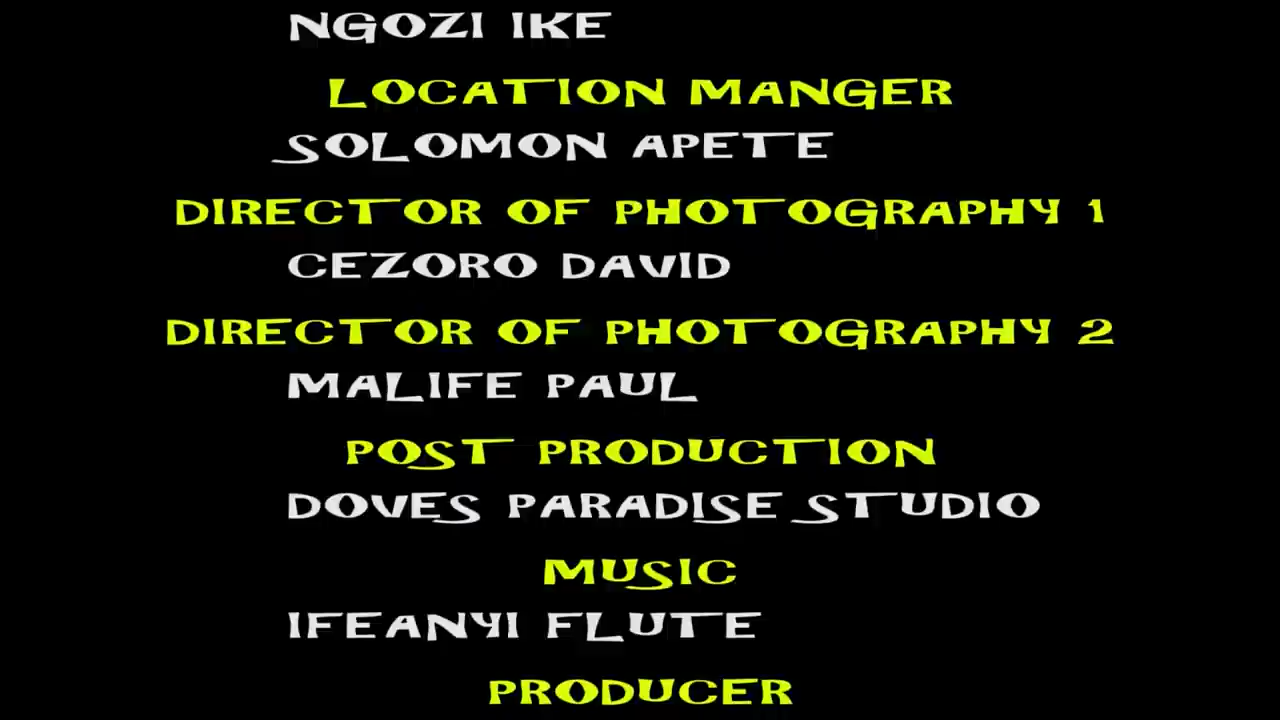 NGOZI IKE
LOCATION MANGER
SOLOMON APETE
DIRECTOR OF PHOTOGRAPHY 1
CEZORO DAVID
DIRECTOR OF PHOTOGRAPHY 2
MALIFE PAUL
POST PRODUCTION
DOVES PARADISE STUDIO
MUSIC
IFEANYI FLUTE
PRODUCER